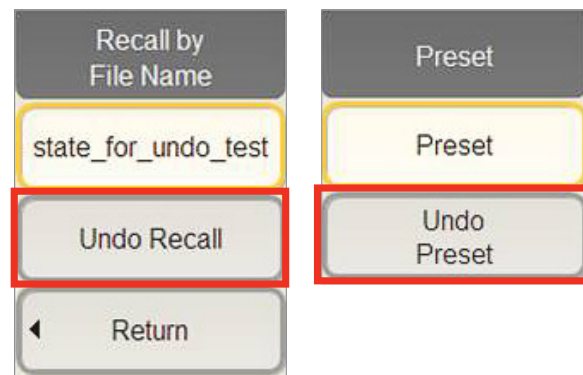 Recall by
File Name
state_for_undo_test
Undo Recall
Return
Preset
Preset
Undo
Preset